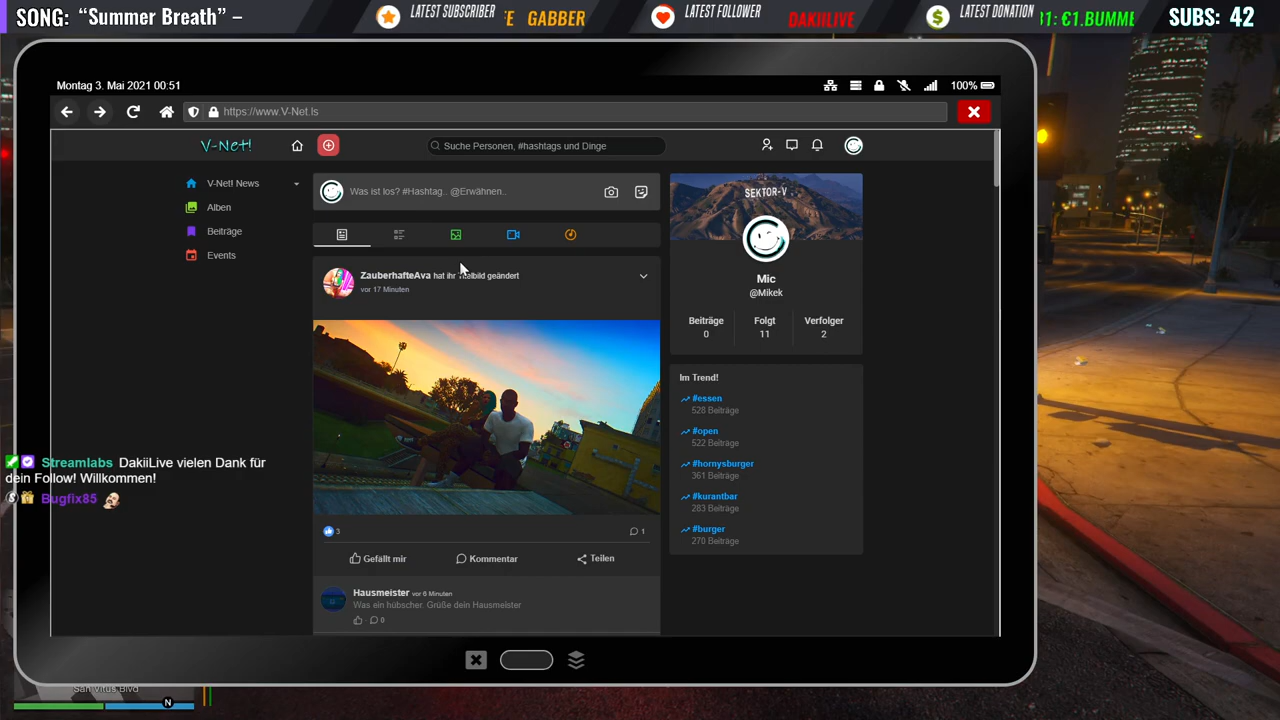 SONG: “Summer Breath” –
LATEST SUBSCRIBER
E GABBER
LATEST FOLLOWER
DAKIILIVE
LATEST DONATION
31: €1.BUMME
SUBS: 42
Montag 3. Mai 2021 00:51
100%
https://www.V-Net.ls
V-Net!
Suche Personen, #hashtags und Dinge
V-Net! News
Alben
Beiträge
Events
Was ist los? #Hashtag.. @Erwähnen..
ZauberhafteAva hat ihr Titelbild geändert
vor 17 Minuten
3
1
Gefällt mir
Kommentar
Teilen
Hausmeister vor 6 Minuten
Was ein hübscher. Grüße dein Hausmeister
0
SEKTOR-V
Mic
@Mikek
Beiträge
0
Folgt
11
Verfolger
2
Im Trend!
#essen
528 Beiträge
#open
522 Beiträge
#hornysburger
361 Beiträge
#kurantbar
283 Beiträge
#burger
270 Beiträge
Streamlabs DakiiLive vielen Dank für
dein Follow! Willkommen!
Bugfix85
San Vitus Blvd
N